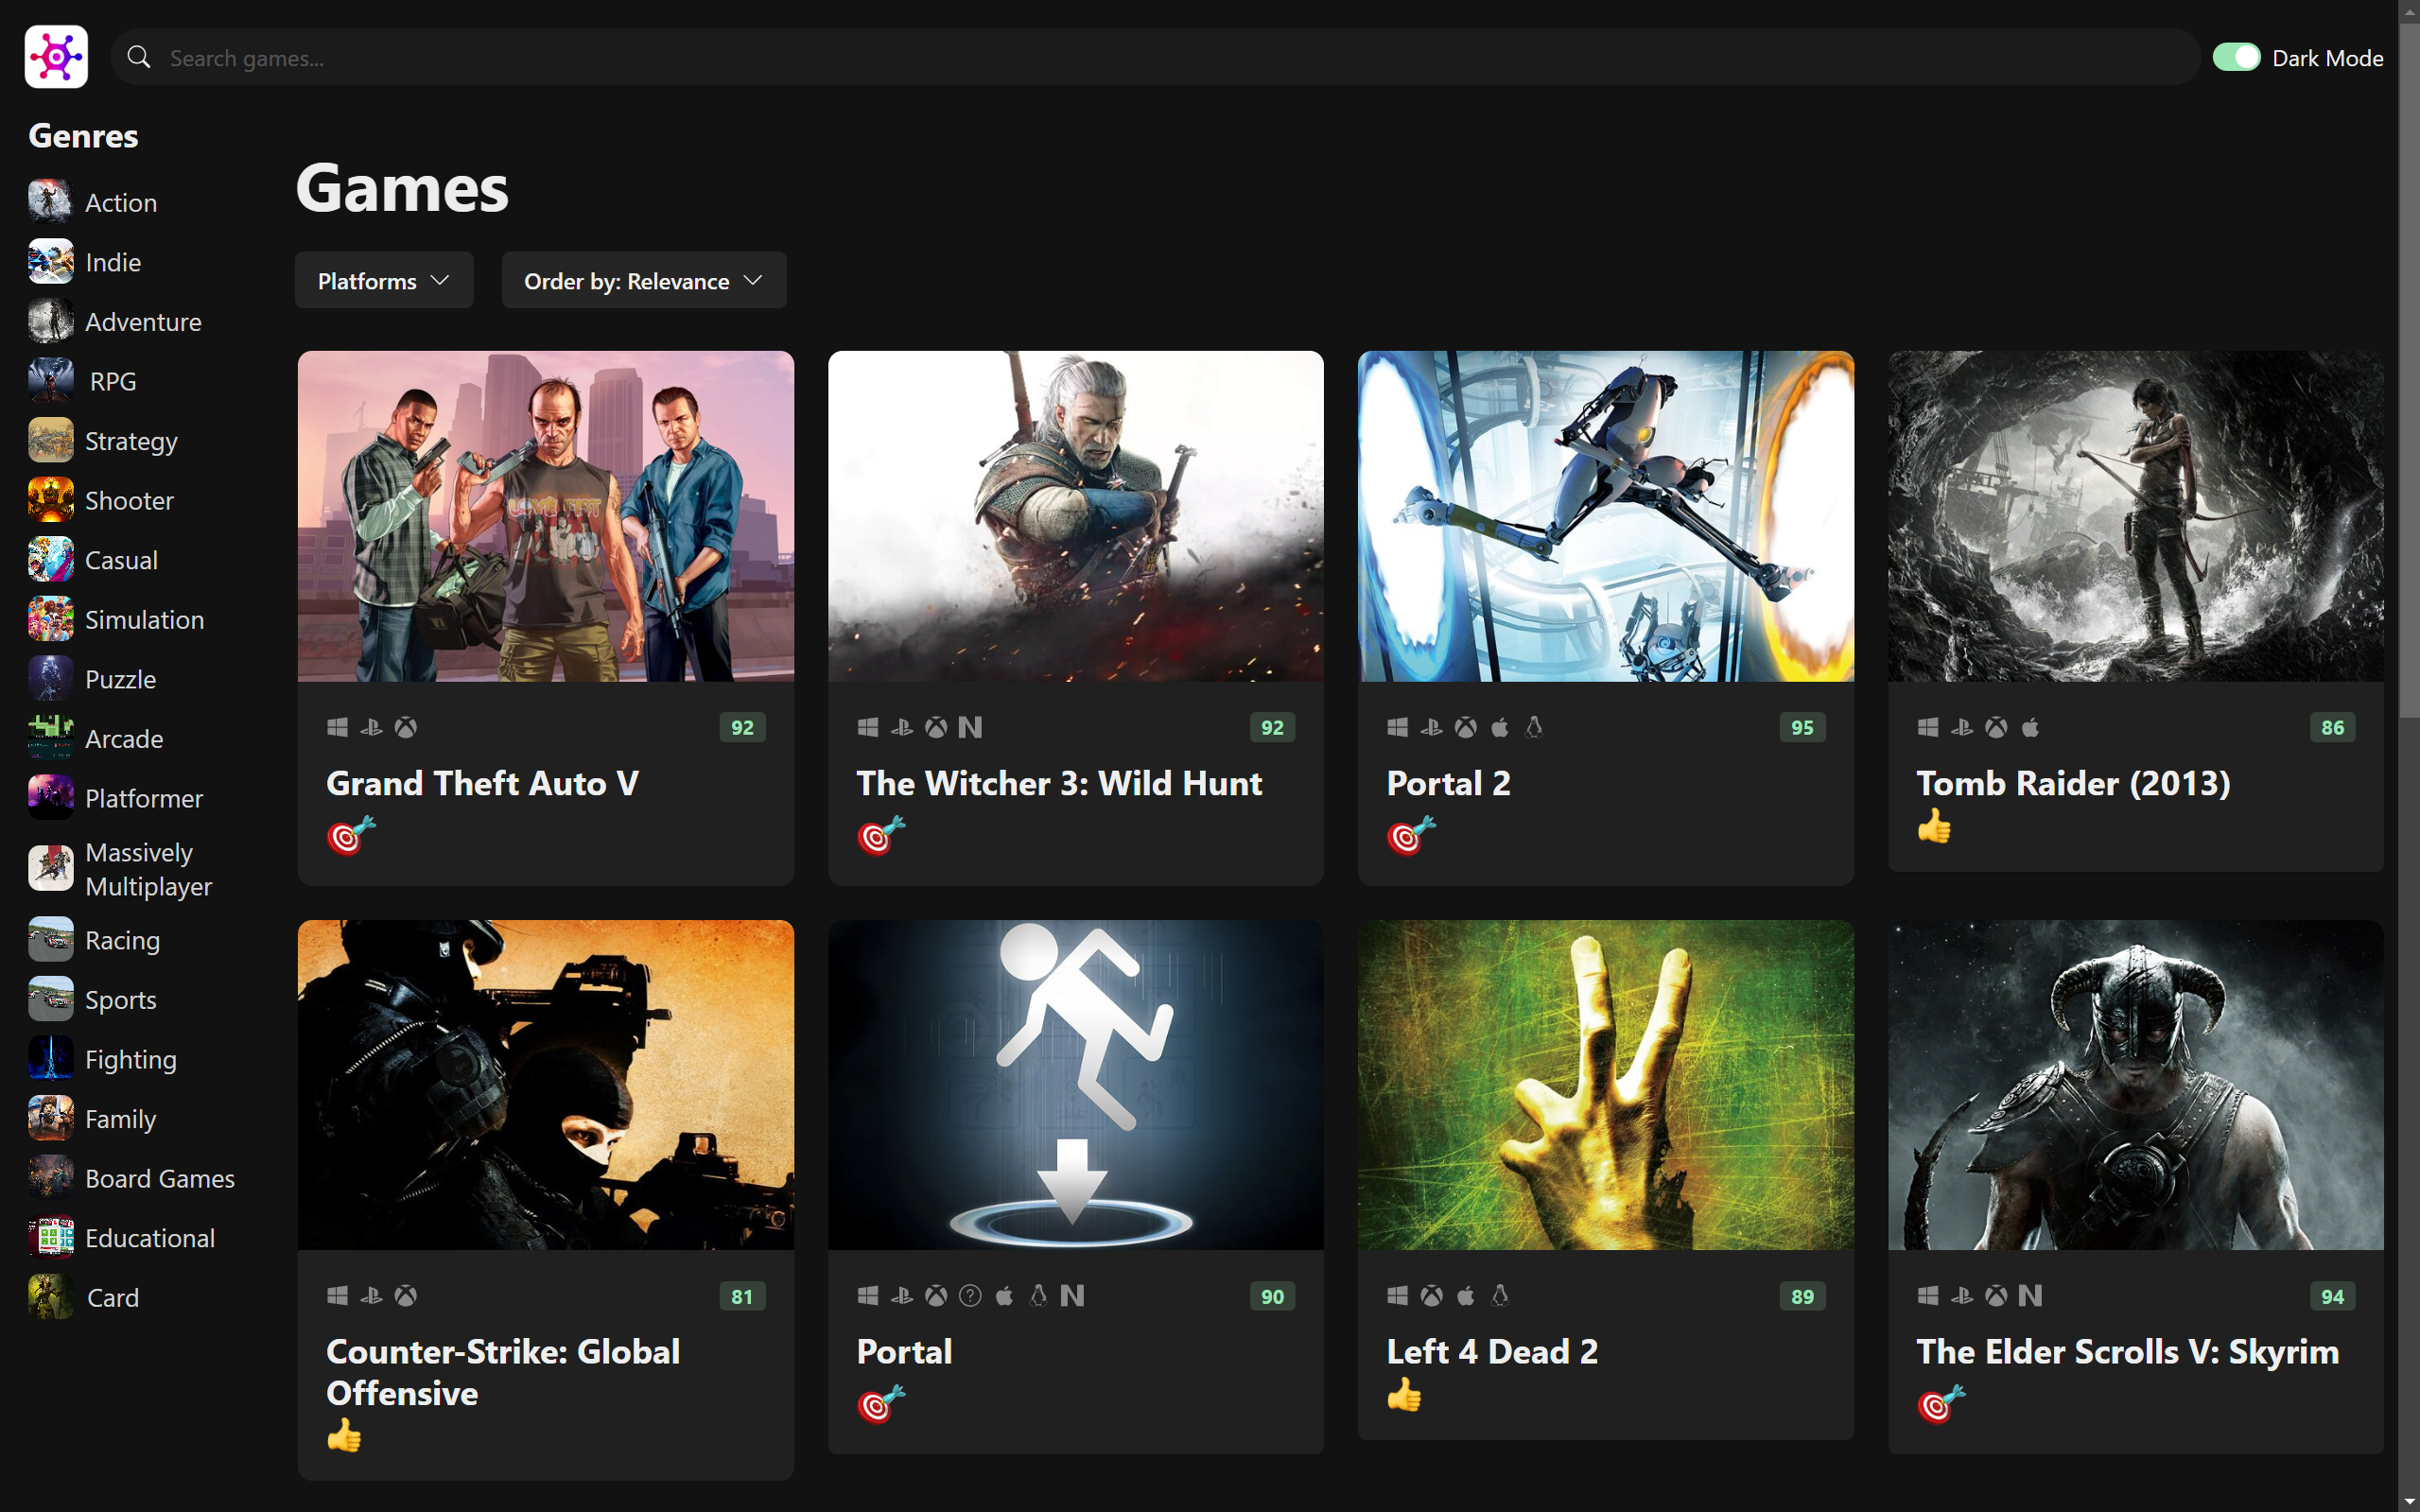 Search games...
Dark Mode
Genres
Action
Indie
Adventure
RPG
Strategy
Shooter
Casual
Simulation
Puzzle
Arcade
Platformer
Massively
Multiplayer
Racing
Sports
Fighting
Family
Board Games
Educational
Card
Games
Platforms
Order by: Relevance
LOVE FIST
92
Grand Theft Auto V
92
The Witcher 3: Wild Hunt
95
Portal 2
86
Tomb Raider (2013)
81
Counter-Strike: Global
Offensive
90
Portal
89
Left 4 Dead 2
94
The Elder Scrolls V: Skyrim